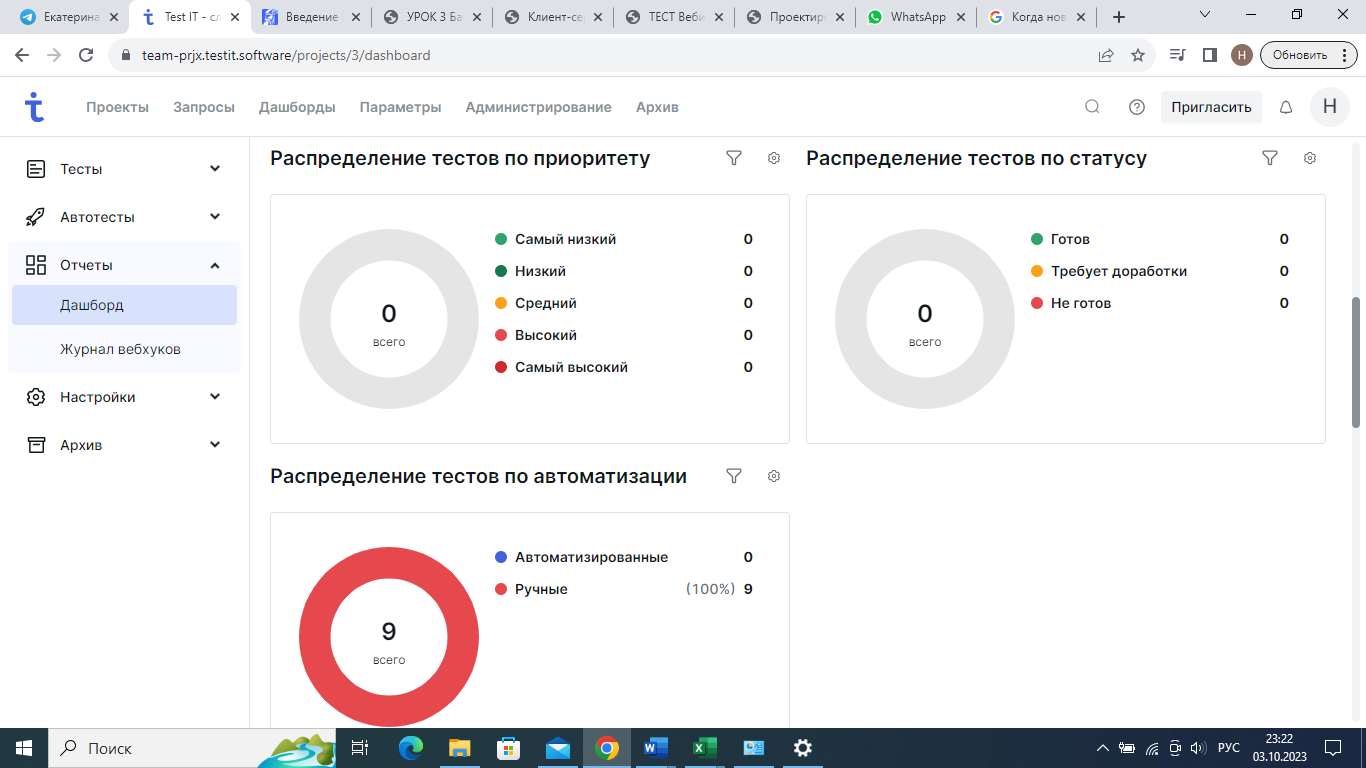 Екатерина
Test IT - сл
Введение
УРОК 3 Ба
Клиент-се
ТЕСТ Веби
Проектир
WhatsApp
Когда нов
team-prjx.testit.software/projects/3/dashboard
Н
Обновить
Проекты
Запросы
Дашборды
Параметры
Администрирование
Архив
Пригласить
Н
Тесты
Автотесты
Отчеты
Дашборд
Журнал вебхуков
Настройки
Архив
Распределение тестов по приоритету
0
всего
Самый низкий 0
Низкий 0
Средний 0
Высокий 0
Самый высокий 0
Распределение тестов по статусу
0
всего
Готов 0
Требует доработки 0
Не готов 0
Распределение тестов по автоматизации
9
всего
Автоматизированные 0
Ручные (100%) 9
Поиск
РУС
23:22
03.10.2023